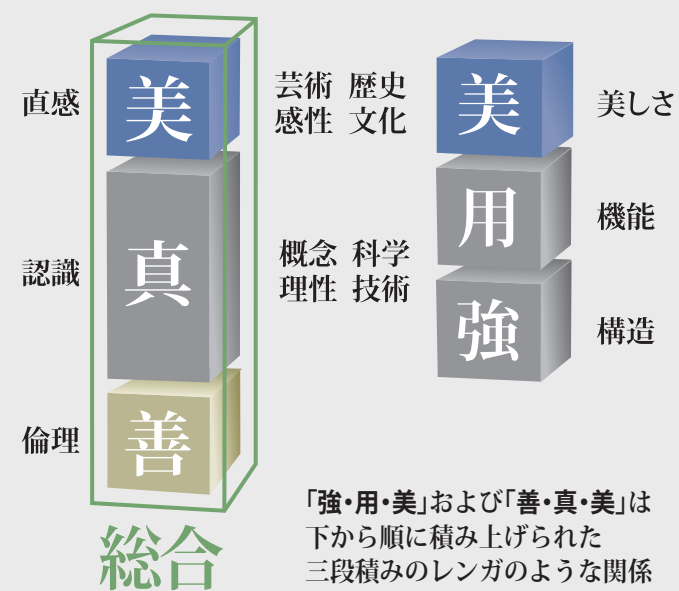 直感
美
芸術 歴史
感性 文化
美
美しさ
認識
真
概念 科学
理性 技術
用
機能
強
構造
倫理
善
総合
「強・用・美」および「善・真・美」は
下から順に積み上げられた
三段積みのレンガのような関係